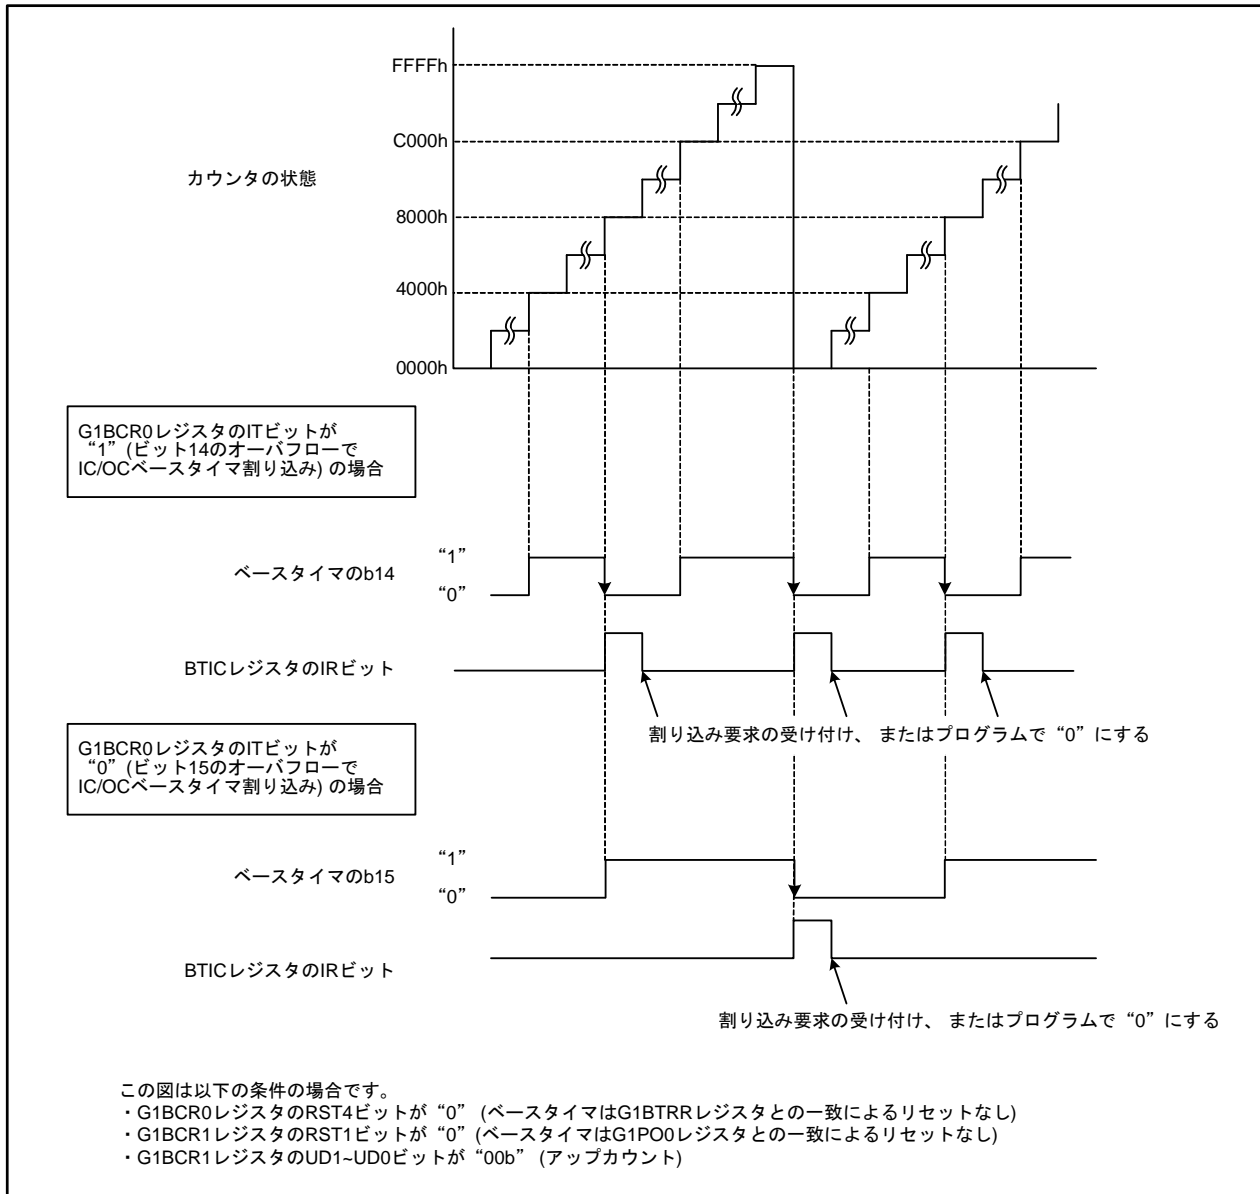 FFFFh
C000h
カウンタの状態
8000h
4000h
0000h
G1BCR0レジスタのITビットが
“1” (ビット14のオーバフローで
IC/OCベースタイマ割り込み) の場合
“1”
ベースタイマのb14
“0”
BTICレジスタのIRビット
割り込み要求の受け付け、 またはプログラムで “0” にする
G1BCR0レジスタのITビットが
“0” (ビット15のオーバフローで
IC/OCベースタイマ割り込み) の場合
“1”
ベースタイマのb15
“0”
BTICレジスタのIRビット
割り込み要求の受け付け、 またはプログラムで “0” にする
この図は以下の条件の場合です。
・G1BCR0レジスタのRST4ビットが “0” (ベースタイマはG1BTRRレジスタとの一致によるリセットなし)
・G1BCR1レジスタのRST1ビットが “0” (ベースタイマはG1PO0レジスタとの一致によるリセットなし)
・G1BCR1レジスタのUD1~UD0ビットが “00b” (アップカウント)